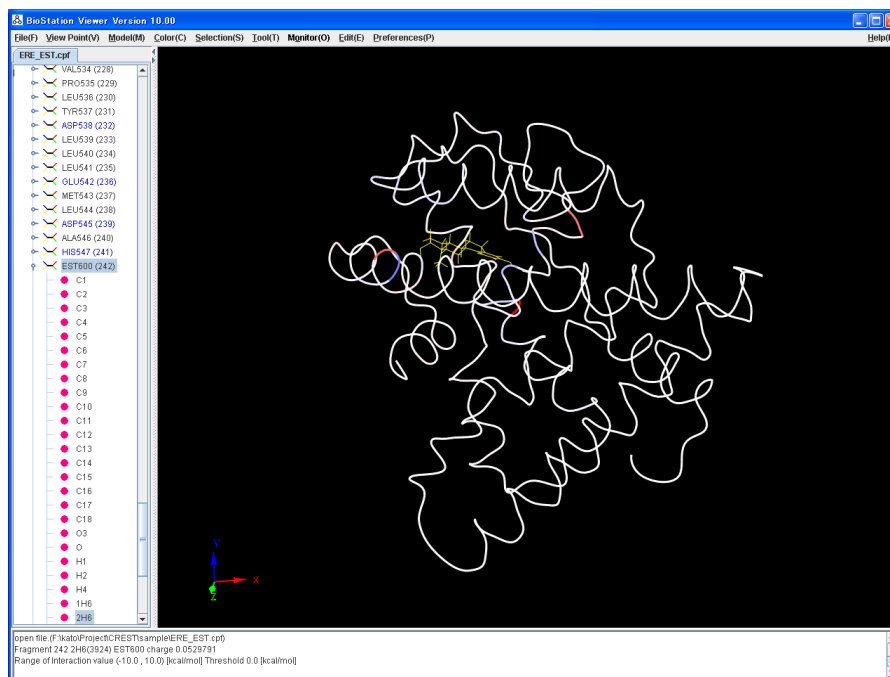 BioStation Viewer Version 10.00
File(F) View Point(V) Model(M) Color(C) Selection(S) Tool(T) Monitor(O) Edit(E) Preferences(P) Help(
ERE_EST.cpf
VAL534 (228)
PRO535 (229)
LEU536 (230)
TYR537 (231)
ASP538 (232)
LEU539 (233)
LEU540 (234)
LEU541 (235)
GLU542 (236)
MET543 (237)
LEU544 (238)
ASP545 (239)
ALA546 (240)
HIS547 (241)
EST600 (242)
C1
C2
C3
C4
C5
C6
C7
C8
C9
C10
C11
C12
C13
C14
C15
C16
C17
C18
O3
O
H1
H2
H4
1H6
2H6
Y
X
Z
open file.(F:\kato\Project\CREST\sample\ERE_EST.cpf)
Fragment 242 2H6(3924) EST600 charge 0.0529791
Range of Interaction value (-10.0 , 10.0) [kcal/mol] Threshold 0.0 [kcal/mol]